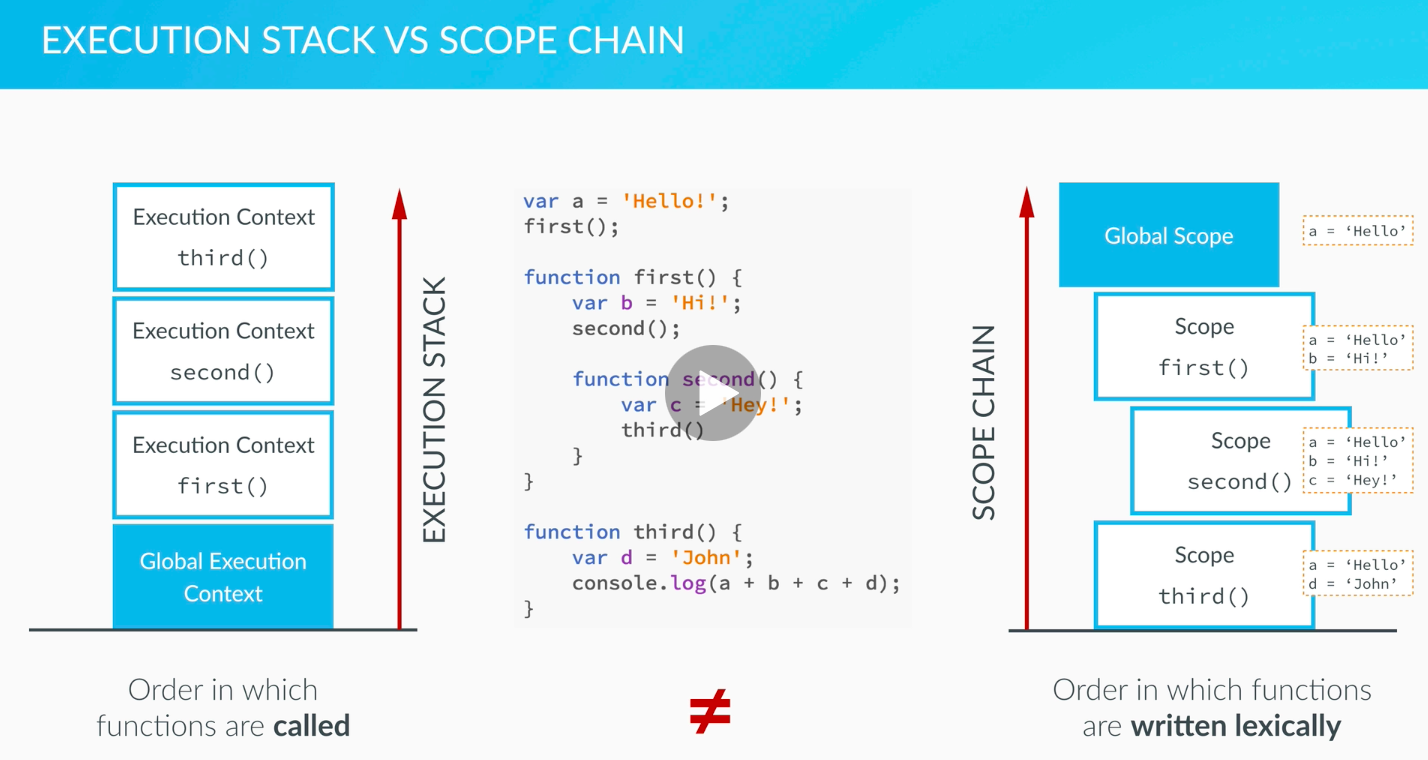 EXECUTION STACK VS SCOPE CHAIN
Execution Context
third()
Execution Context
second()
Execution Context
first()
Global Execution
Context
EXECUTION STACK
Order in which
functions are called
var a = 'Hello!';
first();
function first() {
    var b = 'Hi!';
    second();
    function second() {
        var c = 'Hey!';
        third()
    }
}
function third() {
    var d = 'John';
    console.log(a + b + c + d);
}
≠
SCOPE CHAIN
Global Scope
a = ‘Hello’
Scope
first()
a = ‘Hello’
b = ‘Hi!’
Scope
second()
a = ‘Hello’
b = ‘Hi!’
c = ‘Hey!’
Scope
third()
a = ‘Hello’
d = ‘John’
Order in which functions
are written lexically